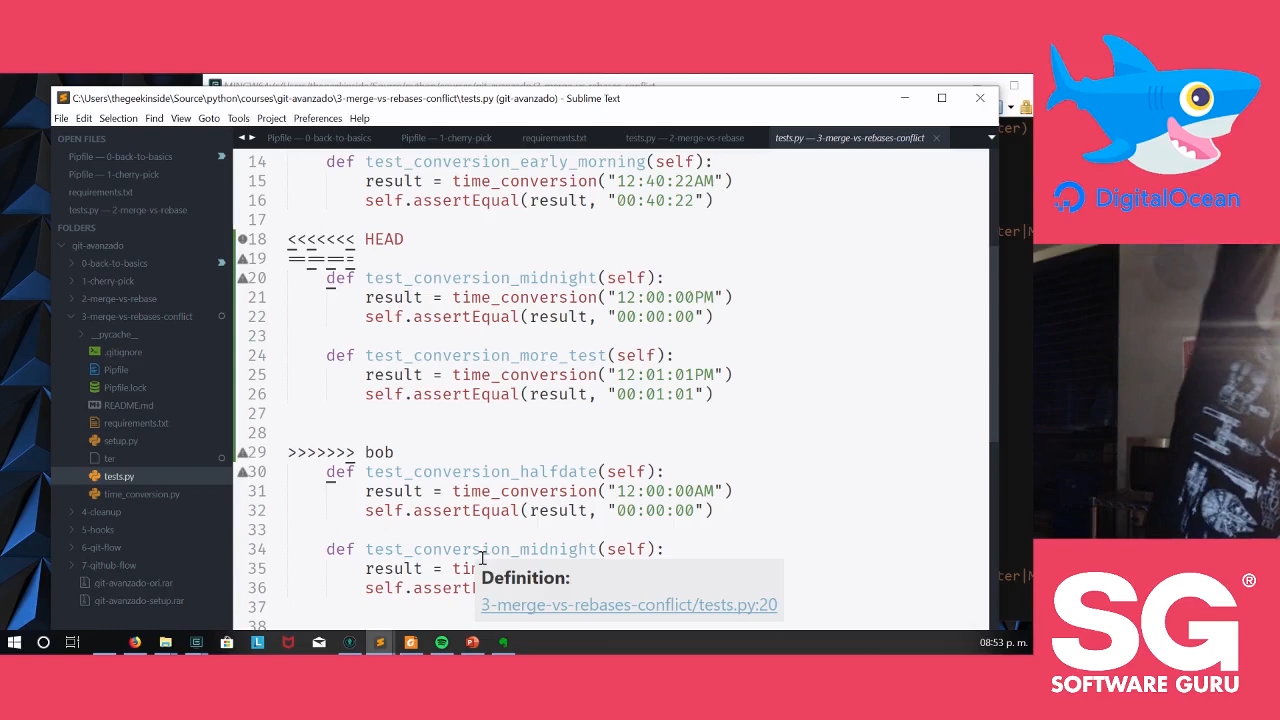 C:\Users\thegeekinside\Source\python\courses\git-avanzado\3-merge-vs-rebases-conflict\tests.py (git-avanzado) - Sublime Text
File Edit Selection Find View Goto Tools Project Preferences Help
OPEN FILES
Pipfile — 0-back-to-basics
Pipfile — 1-cherry-pick
requirements.txt
tests.py — 2-merge-vs-rebase
FOLDERS
git-avanzado
0-back-to-basics
1-cherry-pick
2-merge-vs-rebase
3-merge-vs-rebases-conflict
__pycache__
.gitignore
Pipfile
Pipfile.lock
README.md
requirements.txt
setup.py
ter
tests.py
time_conversion.py
4-cleanup
5-hooks
6-git-flow
7-github-flow
git-avanzado-ori.rar
git-avanzado-setup.rar
Pipfile — 0-back-to-basics Pipfile — 1-cherry-pick requirements.txt tests.py — 2-merge-vs-rebase tests.py — 3-merge-vs-rebases-conflict
14 def test_conversion_early_morning(self):
15 result = time_conversion("12:40:22AM")
16 self.assertEqual(result, "00:40:22")
17
18 <<<<<<< HEAD
19 =======
20 def test_conversion_midnight(self):
21 result = time_conversion("12:00:00PM")
22 self.assertEqual(result, "00:00:00")
23
24 def test_conversion_more_test(self):
25 result = time_conversion("12:01:01PM")
26 self.assertEqual(result, "00:01:01")
27
28
29 >>>>>>> bob
30 def test_conversion_halfdate(self):
31 result = time_conversion("12:00:00AM")
32 self.assertEqual(result, "00:00:00")
33
34 def test_conversion_midnight(self):
35 result = tim
36 self.assertE
37
38
Definition:
3-merge-vs-rebases-conflict/tests.py:20
08:53 p. m.
DigitalOcean
SG
®
SOFTWARE GURU